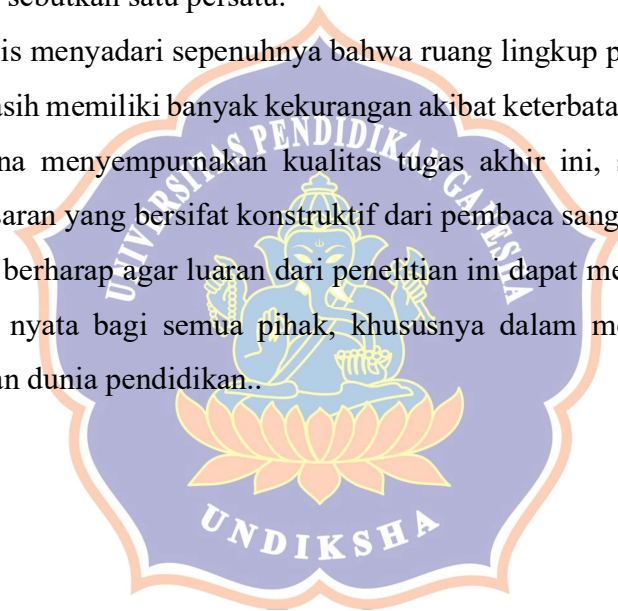 sebutkan satu persatu.
is menyadari sepenuhnya bahwa ruang lingkup p
asih memiliki banyak kekurangan akibat keterbata
na menyempurnakan kualitas tugas akhir ini, s
saran yang bersifat konstruktif dari pembaca sang
berharap agar luaran dari penelitian ini dapat me
nyata bagi semua pihak, khususnya dalam me
an dunia pendidikan..
UNIVERSITAS PENDIDIKAN GANESHA
UNDIKSHA